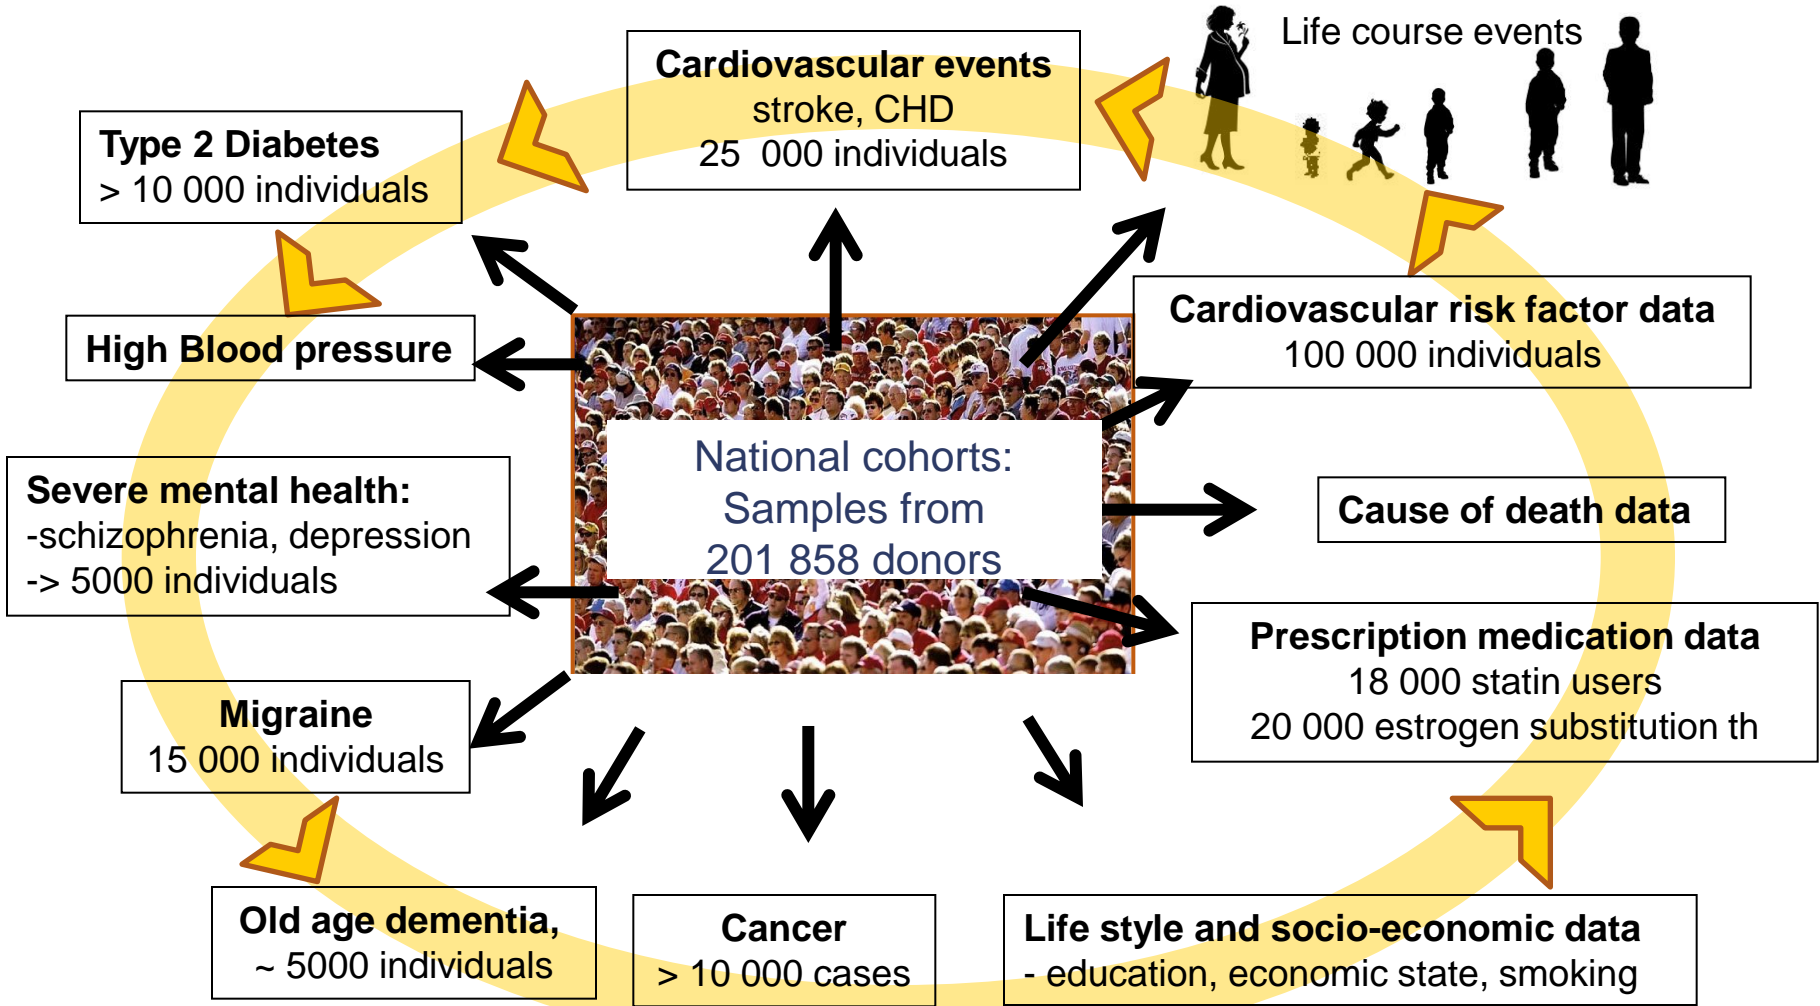 Life course events
Cardiovascular events
stroke, CHD
25 000 individuals
Type 2 Diabetes
> 10 000 individuals
Cardiovascular risk factor data
100 000 individuals
High Blood pressure
National cohorts:
Samples from
201 858 donors
Severe mental health:
-schizophrenia, depression
-> 5000 individuals
Cause of death data
Prescription medication data
18 000 statin users
20 000 estrogen substitution th
Migraine
15 000 individuals
Old age dementia,
~ 5000 individuals
Cancer
> 10 000 cases
Life style and socio-economic data
- education, economic state, smoking